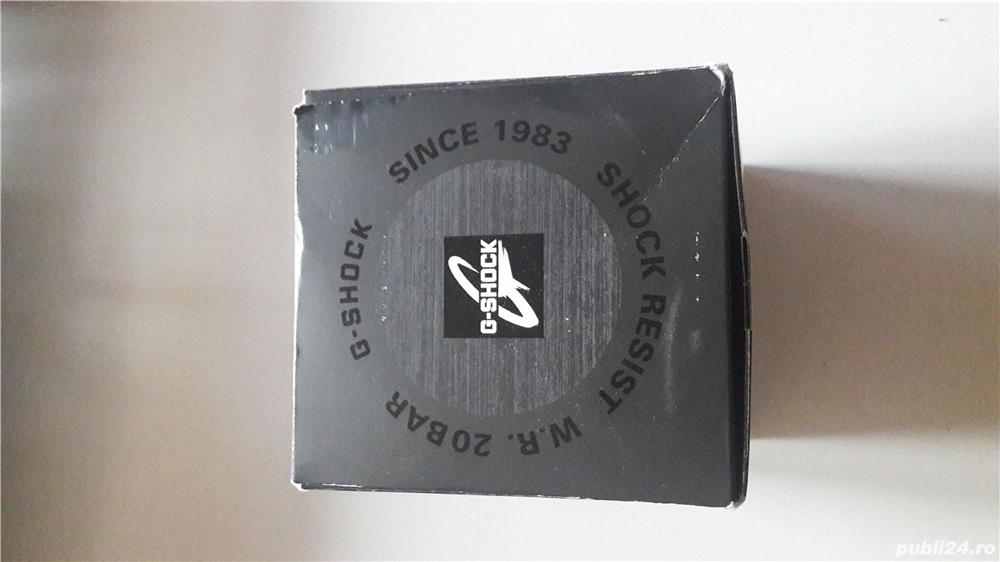 G-SHOCK
SINCE 1983
SHOCK RESIST
W.R. 20BAR
G-SHOCK
publi24.ro